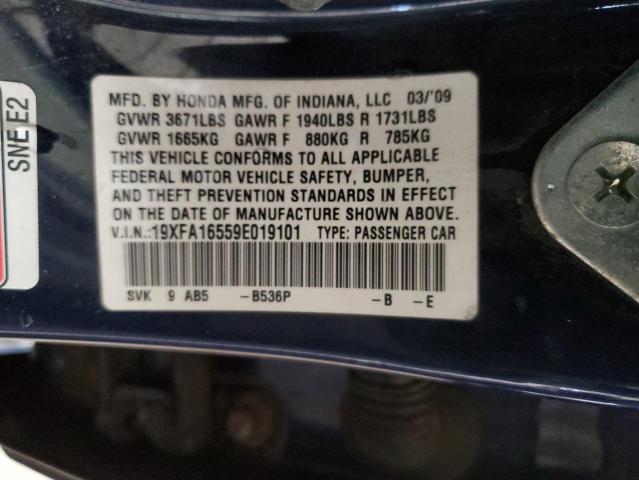 MFD. BY HONDA MFG. OF INDIANA, LLC 03/'09
GVWR 3671LBS GAWR F 1940LBS R 1731LBS
GVWR 1665KG GAWR F 880KG R 785KG
THIS VEHICLE CONFORMS TO ALL APPLICABLE
FEDERAL MOTOR VEHICLE SAFETY, BUMPER,
AND THEFT PREVENTION STANDARDS IN EFFECT
ON THE DATE OF MANUFACTURE SHOWN ABOVE.
V.I.N.:19XFA16559E019101 TYPE: PASSENGER CAR
SVK 9 AB5 -B536P -B -E
SNE E2